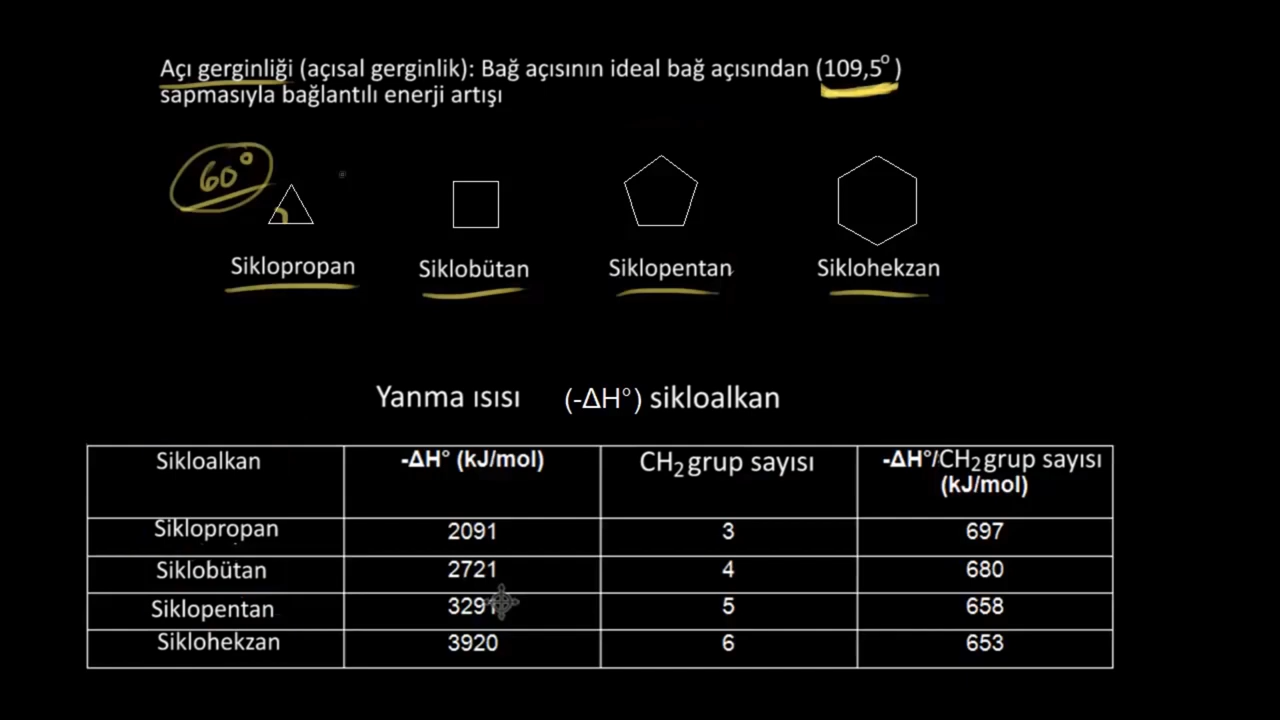 Açı gerginliği (açısal gerginlik): Bağ açısının ideal bağ açısından (109,5°)
sapmasıyla bağlantılı enerji artışı
60°
Siklopropan Siklobütan Siklopentan Siklohekzan
Yanma ısısı (-ΔH°) sikloalkan
Sikloalkan -ΔH° (kJ/mol) CH₂ grup sayısı -ΔH°/CH₂ grup sayısı
(kJ/mol)
Siklopropan 2091 3 697
Siklobütan 2721 4 680
Siklopentan 3291 5 658
Siklohekzan 3920 6 653